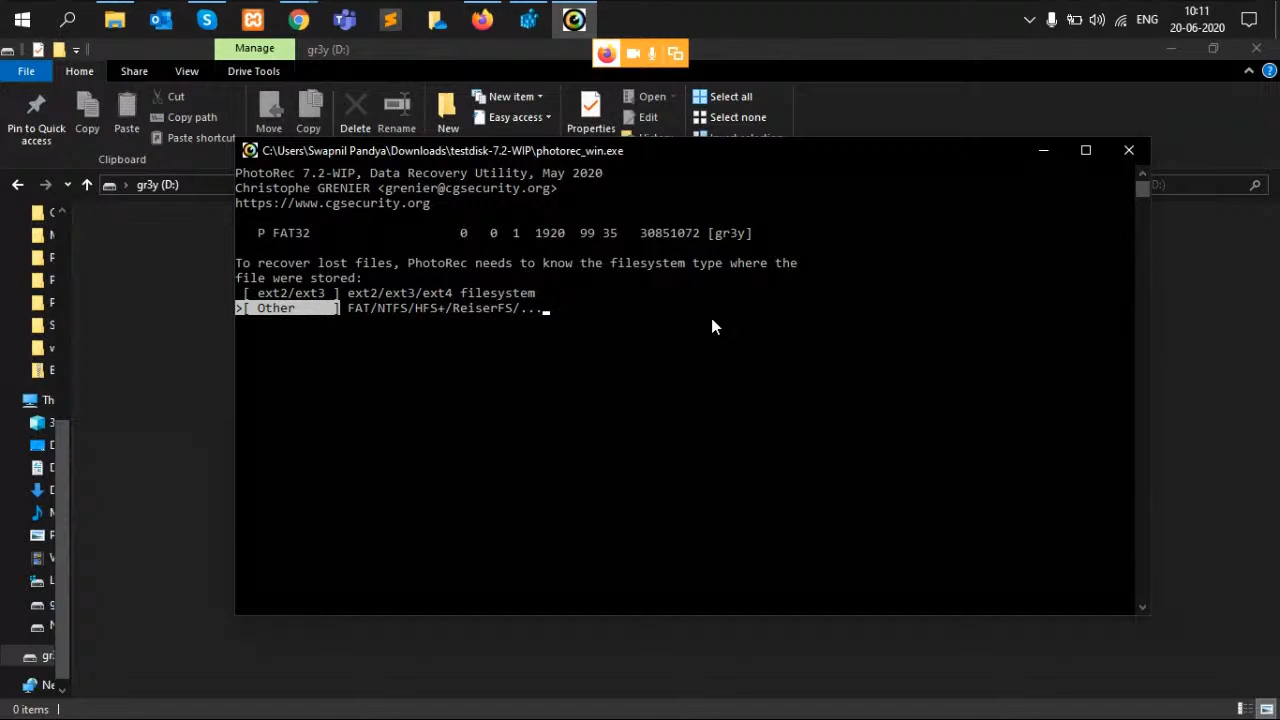 10:11
ENG
20-06-2020
Manage
gr3y (D:)
File
Home
Share
View
Drive Tools
Pin to Quick access
Copy
Paste
Cut
Copy path
Paste shortcut
Clipboard
Move
Copy
Delete
Rename
New
New item
Easy access
Properties
Open
Edit
Select all
Select none
C:\Users\Swapnil Pandya\Downloads\testdisk-7.2-WIP\photorec_win.exe
gr3y (D:)
D:)
PhotoRec 7.2-WIP, Data Recovery Utility, May 2020
Christophe GRENIER <grenier@cgsecurity.org>
https://www.cgsecurity.org
P FAT32 0 0 1 1920 99 35 30851072 [gr3y]
To recover lost files, PhotoRec needs to know the filesystem type where the
file were stored:
[ ext2/ext3 ] ext2/ext3/ext4 filesystem
>[ Other ] FAT/NTFS/HFS+/ReiserFS/...
Th
gr3
Ne
0 items